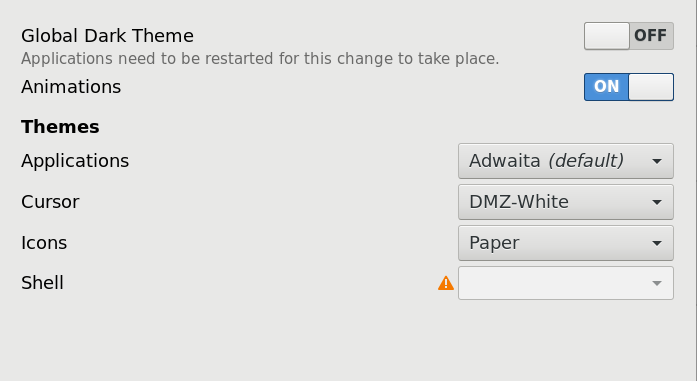 Global Dark Theme OFF
Applications need to be restarted for this change to take place.
Animations ON
Themes
Applications Adwaita (default)
Cursor DMZ-White
Icons Paper
Shell